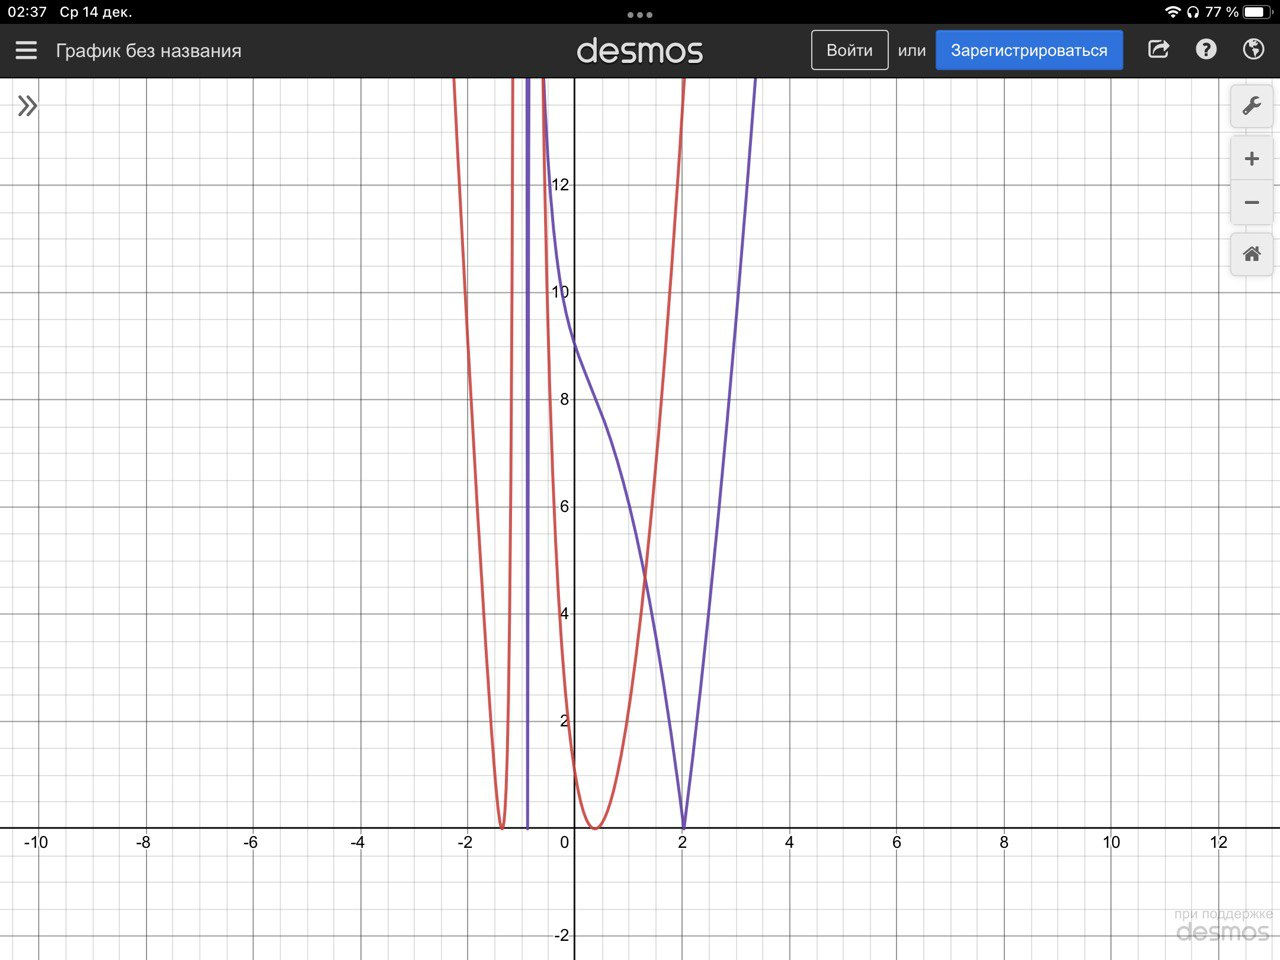 02:37 Ср 14 дек. 77 %
График без названия desmos Войти или Зарегистрироваться
12
10
8
6
4
2
-10 -8 -6 -4 -2 0 2 4 6 8 10 12
-2
при поддержке
desmos